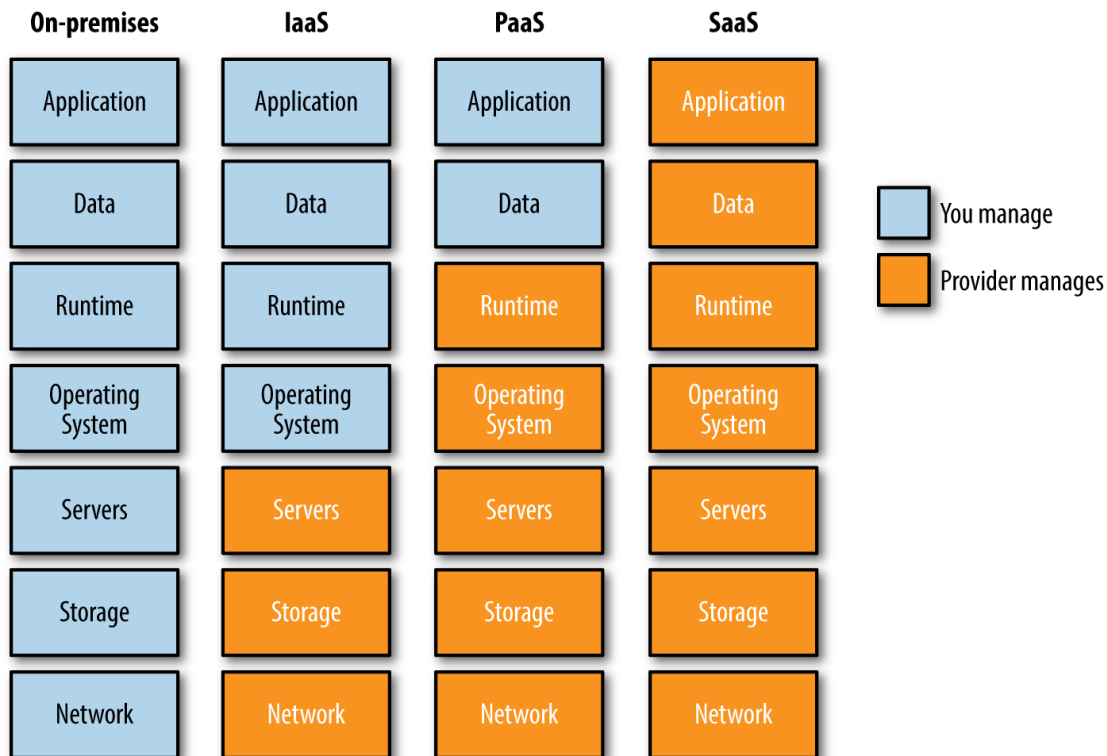 On-premises IaaS PaaS SaaS
Application Application Application Application
Data Data Data Data
You manage
Runtime Runtime Runtime Runtime
Provider manages
Operating System Operating System Operating System Operating System
Servers Servers Servers Servers
Storage Storage Storage Storage
Network Network Network Network